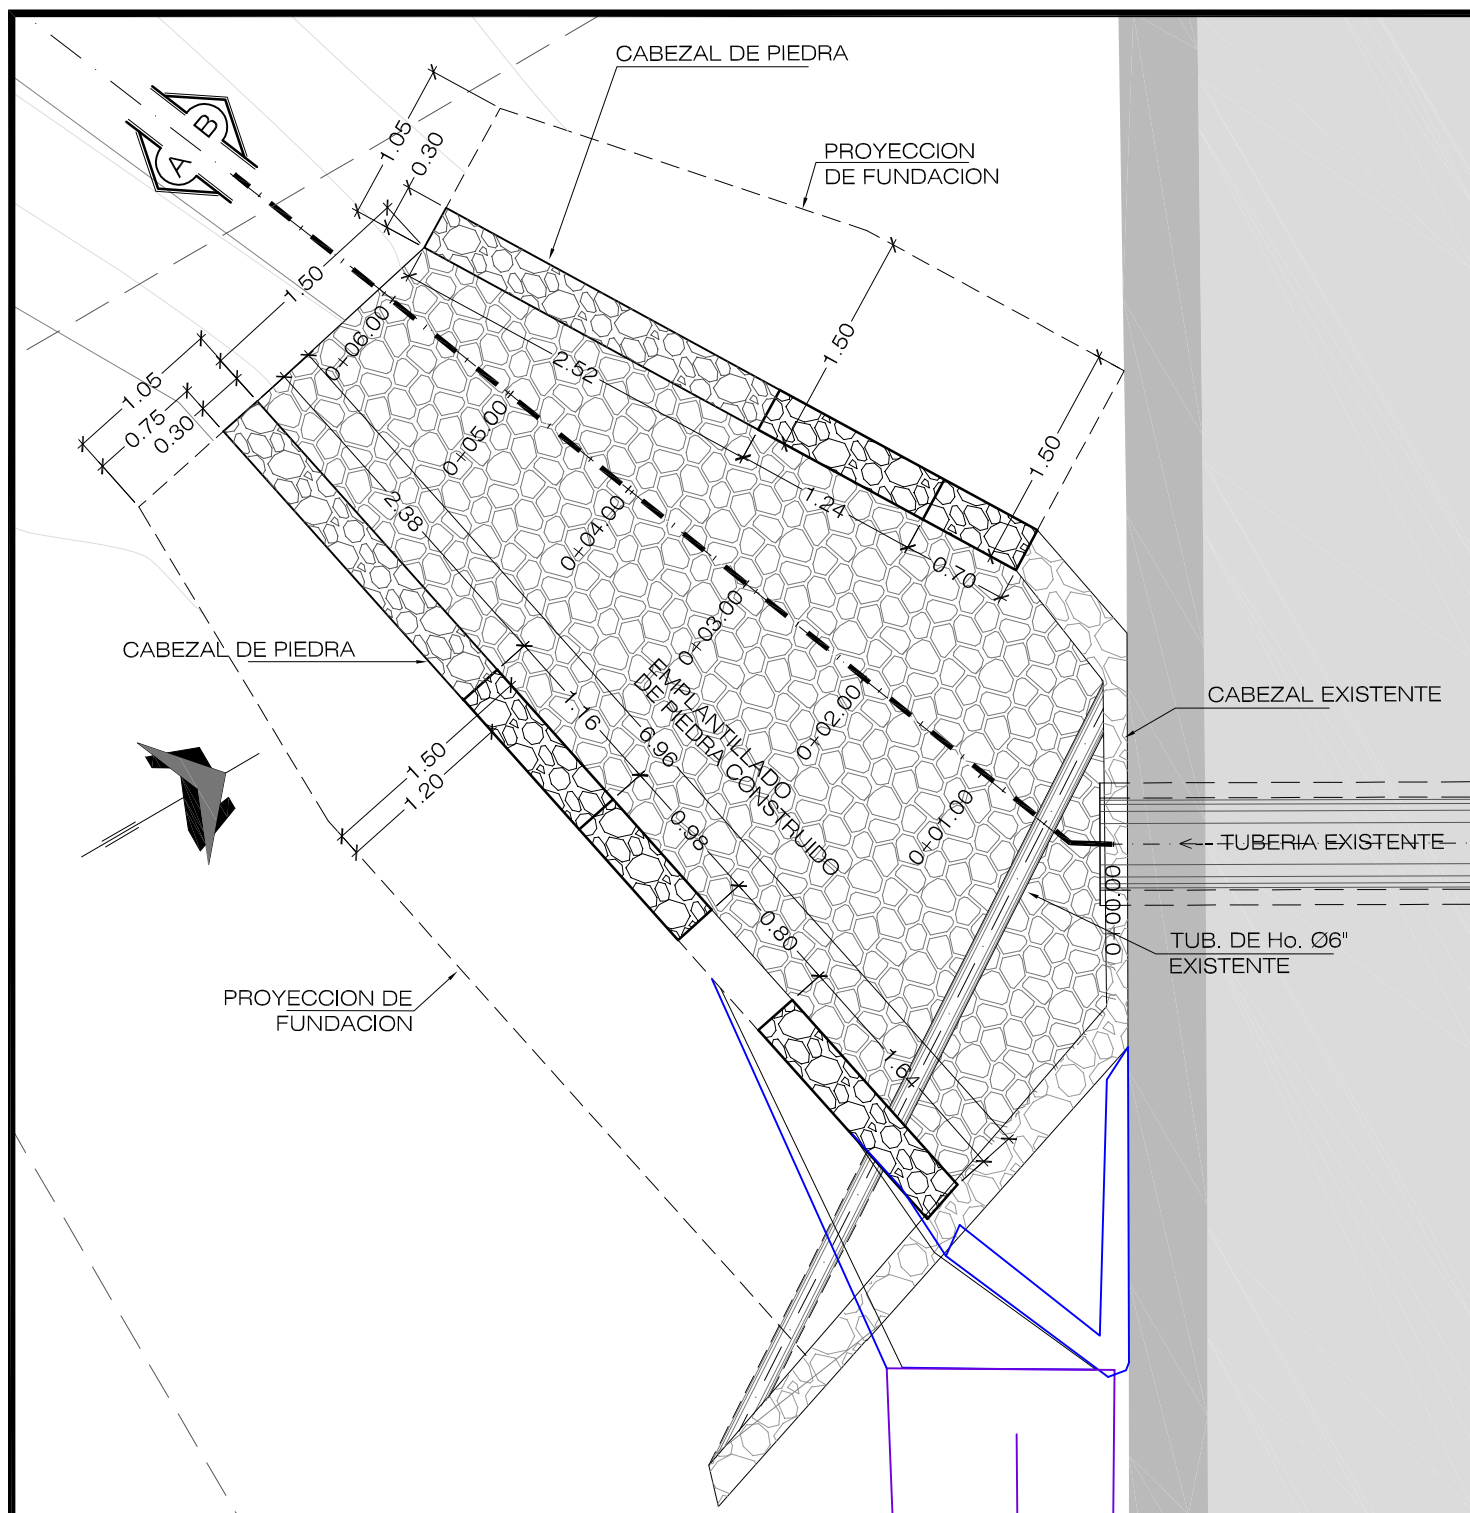 CABEZAL DE PIEDRA
B
A
1.05
0.30
PROYECCION
DE FUNDACION
1.50
1.50
0+06.00
2.52
1.05
0.75
0.30
0+05.00
1.50
2.38
1.24
0+04.00
0.70
0+03.00
CABEZAL DE PIEDRA
EMPLANTILLADO
DE PIEDRA CONSTRUIDO
CABEZAL EXISTENTE
1.16
0+02.00
6.96
1.50
1.20
0.98
0+01.00
TUBERIA EXISTENTE
0+00.00
0.80
TUB. DE Ho. Ø6"
EXISTENTE
PROYECCION DE
FUNDACION
1.64